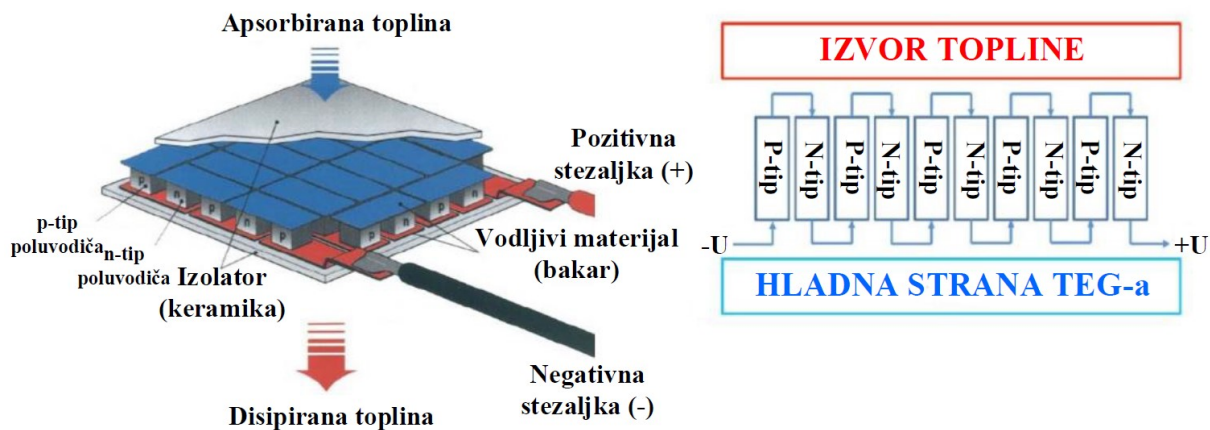 Apsorbirana toplina
Pozitivna
stezaljka (+)
p
n
p
n
p
p
n
p
n
p-tip
poluvodiča
n-tip
poluvodiča
Izolator
(keramika)
Vodljivi materijal
(bakar)
Negativna
stezaljka (-)
Disipirana toplina
IZVOR TOPLINE
P-tip
N-tip
P-tip
N-tip
P-tip
N-tip
P-tip
N-tip
P-tip
N-tip
-U
+U
HLADNA STRANA TEG-a